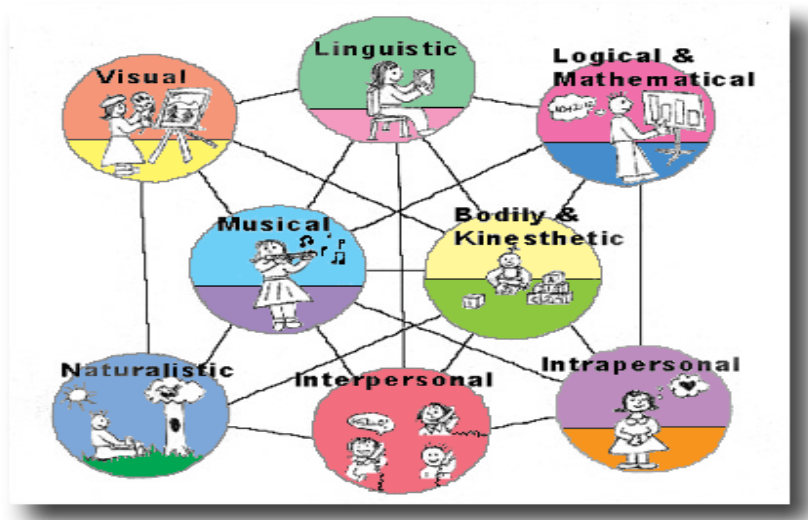 Visual
Linguistic
Logical &
Mathematical
Musical
Bodily &
Kinesthetic
Naturalistic
Interpersonal
Intrapersonal